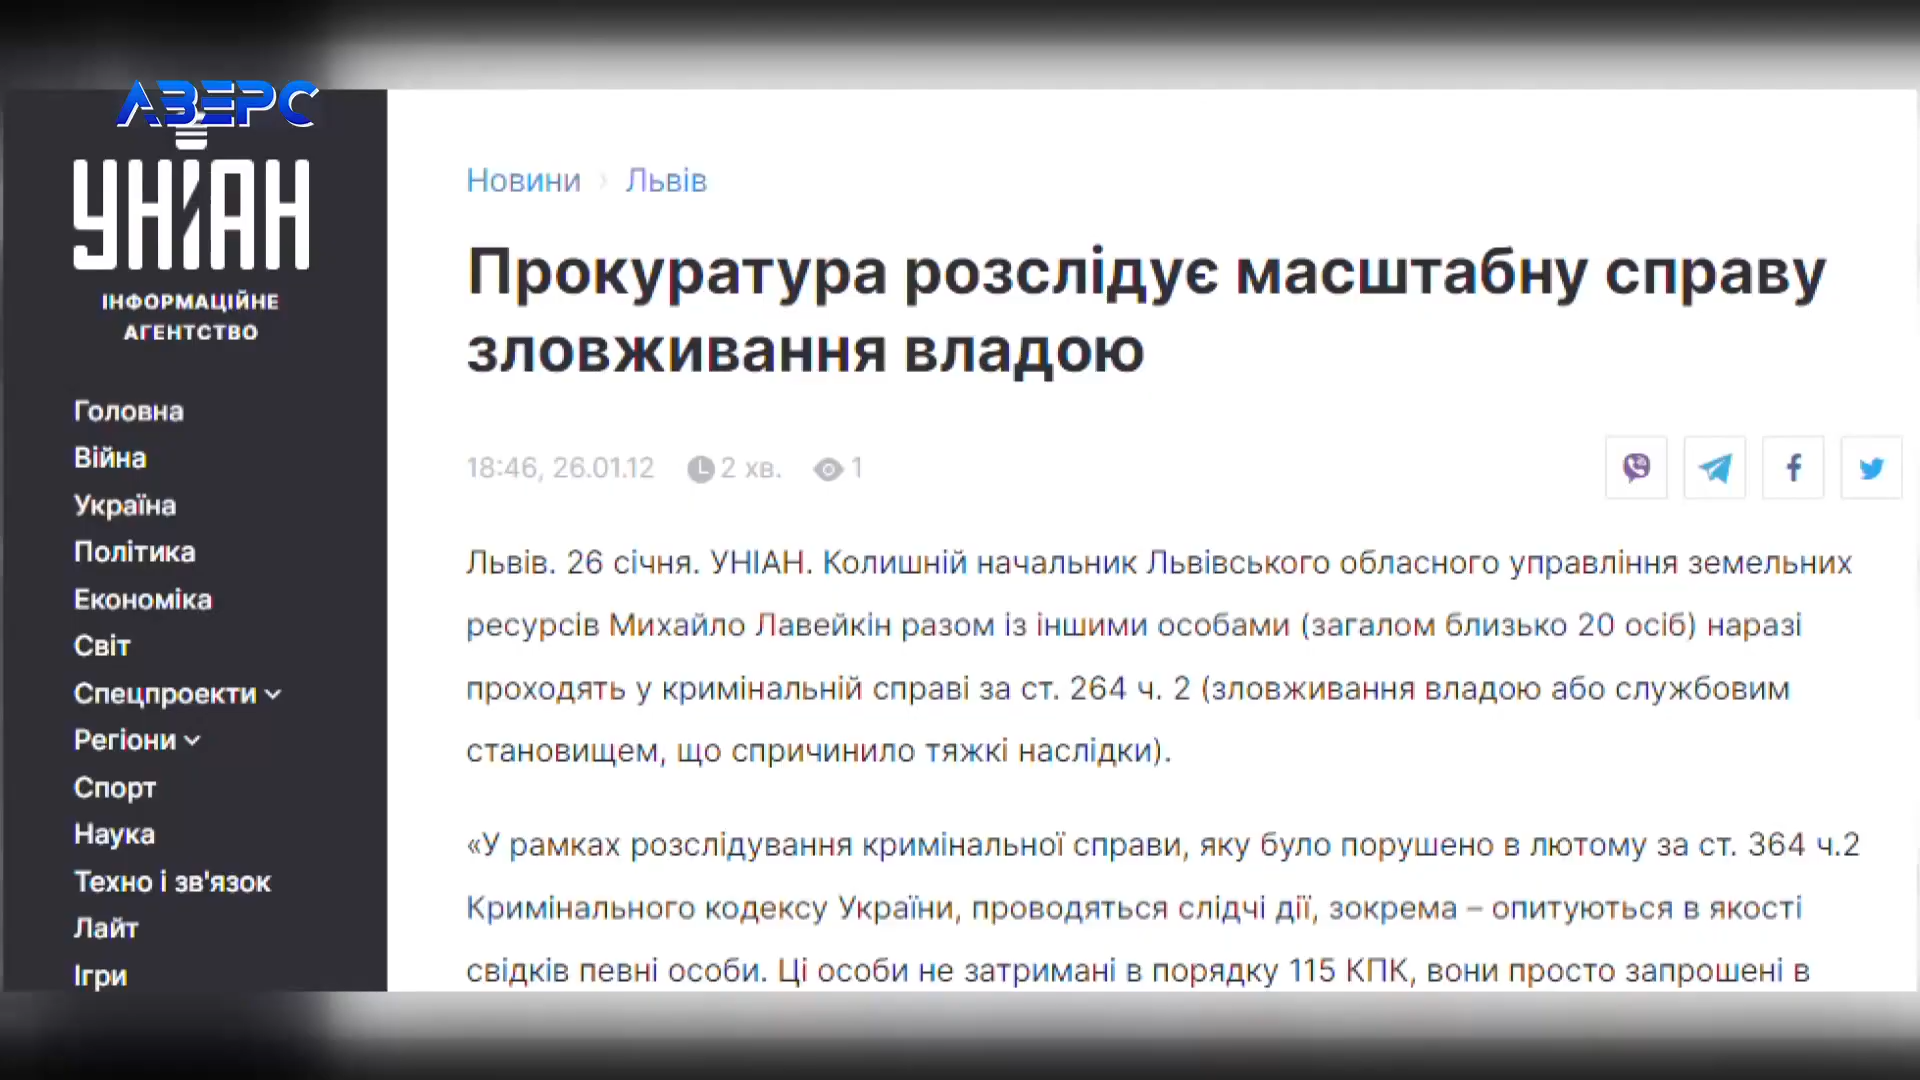 АВЕРС
УНІАН
ІНФОРМАЦІЙНЕ
АГЕНТСТВО
Головна
Війна
Україна
Політика
Економіка
Світ
Спецпроекти
Регіони
Спорт
Наука
Техно і зв'язок
Лайт
Ігри
Новини › Львів
Прокуратура розслідує масштабну справу
зловживання владою
18:46, 26.01.12 2 хв. 1
Львів. 26 січня. УНІАН. Колишній начальник Львівського обласного управління земельних
ресурсів Михайло Лавейкін разом із іншими особами (загалом близько 20 осіб) наразі
проходять у кримінальній справі за ст. 264 ч. 2 (зловживання владою або службовим
становищем, що спричинило тяжкі наслідки).
«У рамках розслідування кримінальної справи, яку було порушено в лютому за ст. 364 ч.2
Кримінального кодексу України, проводяться слідчі дії, зокрема – опитуються в якості
свідків певні особи. Ці особи не затримані в порядку 115 КПК, вони просто запрошені в